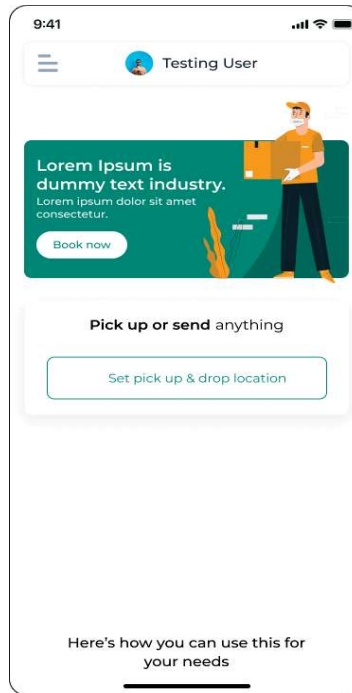 9:41
Testing User
Lorem Ipsum is
dummy text industry.
Lorem ipsum dolor sit amet
consectetur.
Book now
Pick up or send anything
Set pick up & drop location
Here's how you can use this for
your needs